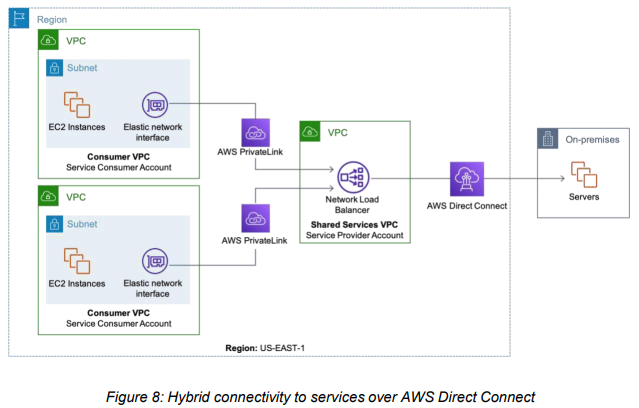 Region
VPC
Subnet
EC2 Instances
Elastic network
interface
Consumer VPC
Service Consumer Account
AWS PrivateLink
VPC
Subnet
EC2 Instances
Elastic network
interface
Consumer VPC
Service Consumer Account
AWS PrivateLink
VPC
Network Load
Balancer
Shared Services VPC
Service Provider Account
AWS Direct Connect
On-premises
Servers
Region: US-EAST-1
Figure 8: Hybrid connectivity to services over AWS Direct Connect